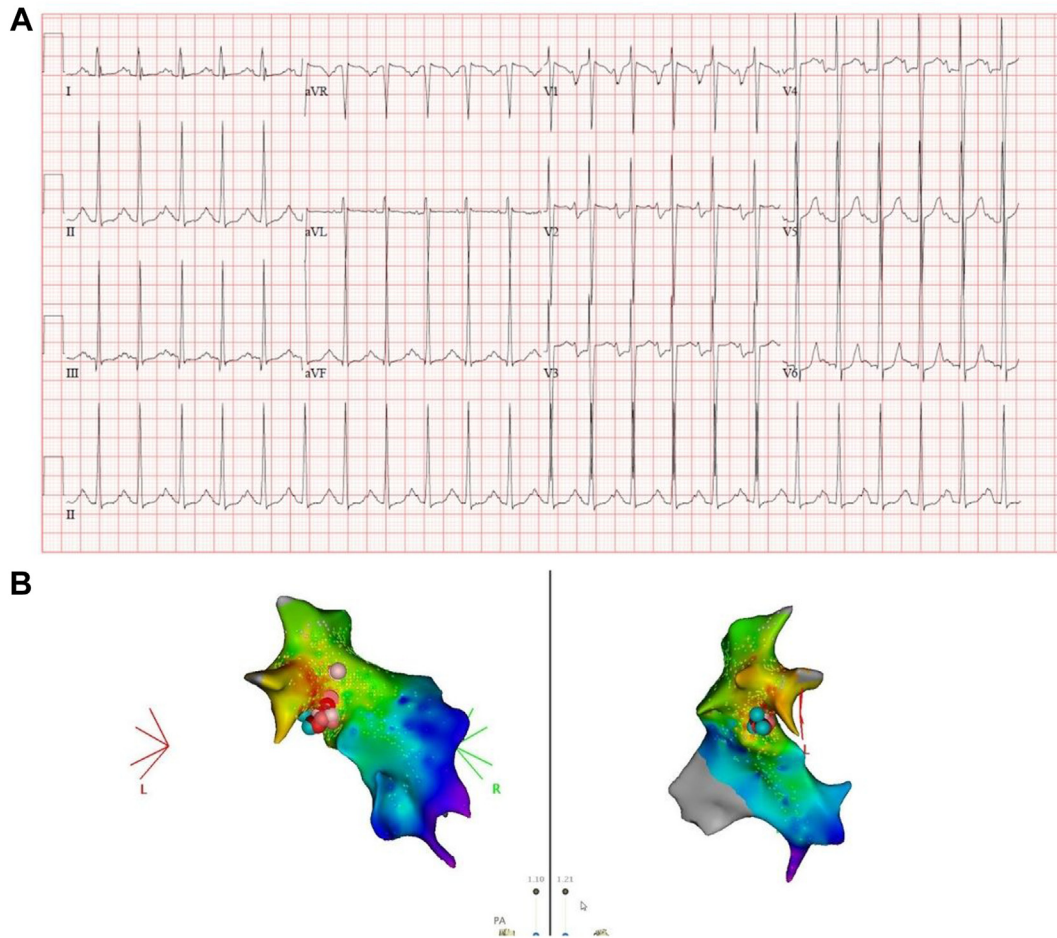 A
I aVR V1 V4
II aVL V2 V5
III aVF V3 V6
II
B
L R L
1.10 1.21
PA